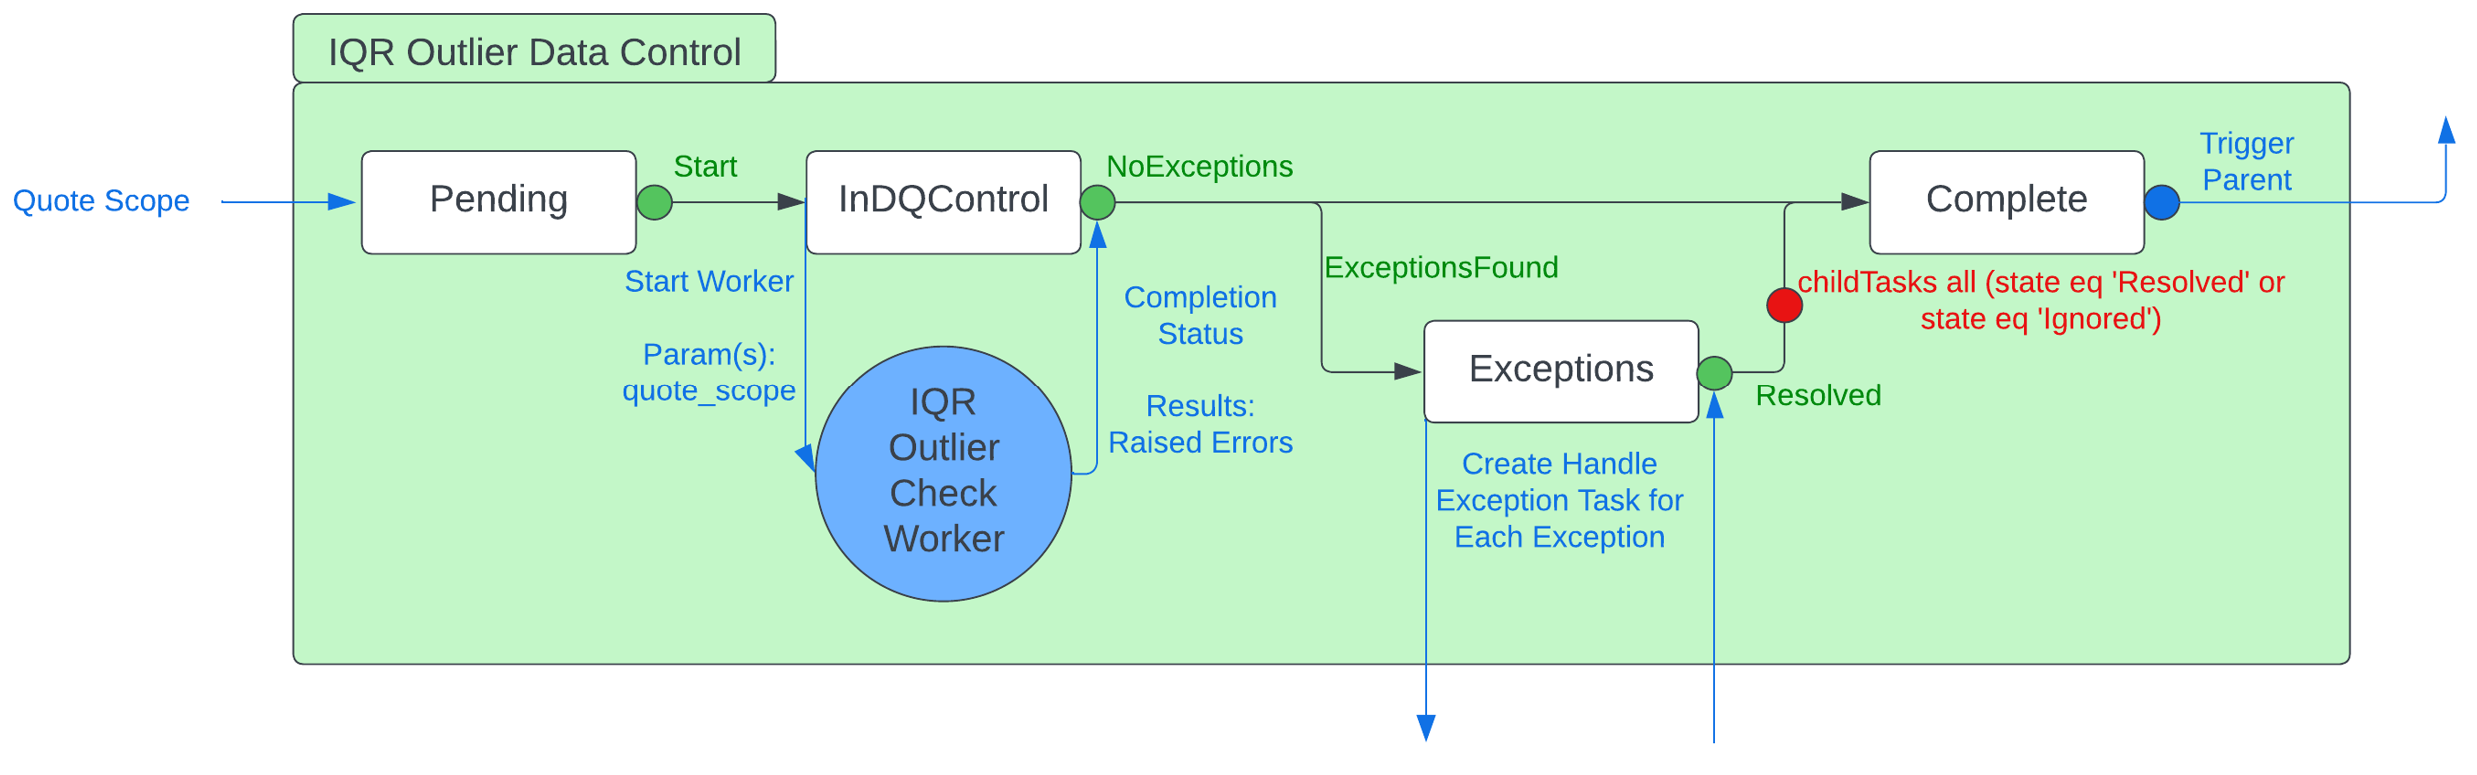 IQR Outlier Data Control
Quote Scope
Pending
Start
InDQControl
NoExceptions
Complete
Trigger
Parent
Start Worker
Param(s):
quote_scope
IQR
Outlier
Check
Worker
Completion
Status
Results:
Raised Errors
ExceptionsFound
Exceptions
Resolved
childTasks all (state eq 'Resolved' or
state eq 'Ignored')
Create Handle
Exception Task for
Each Exception